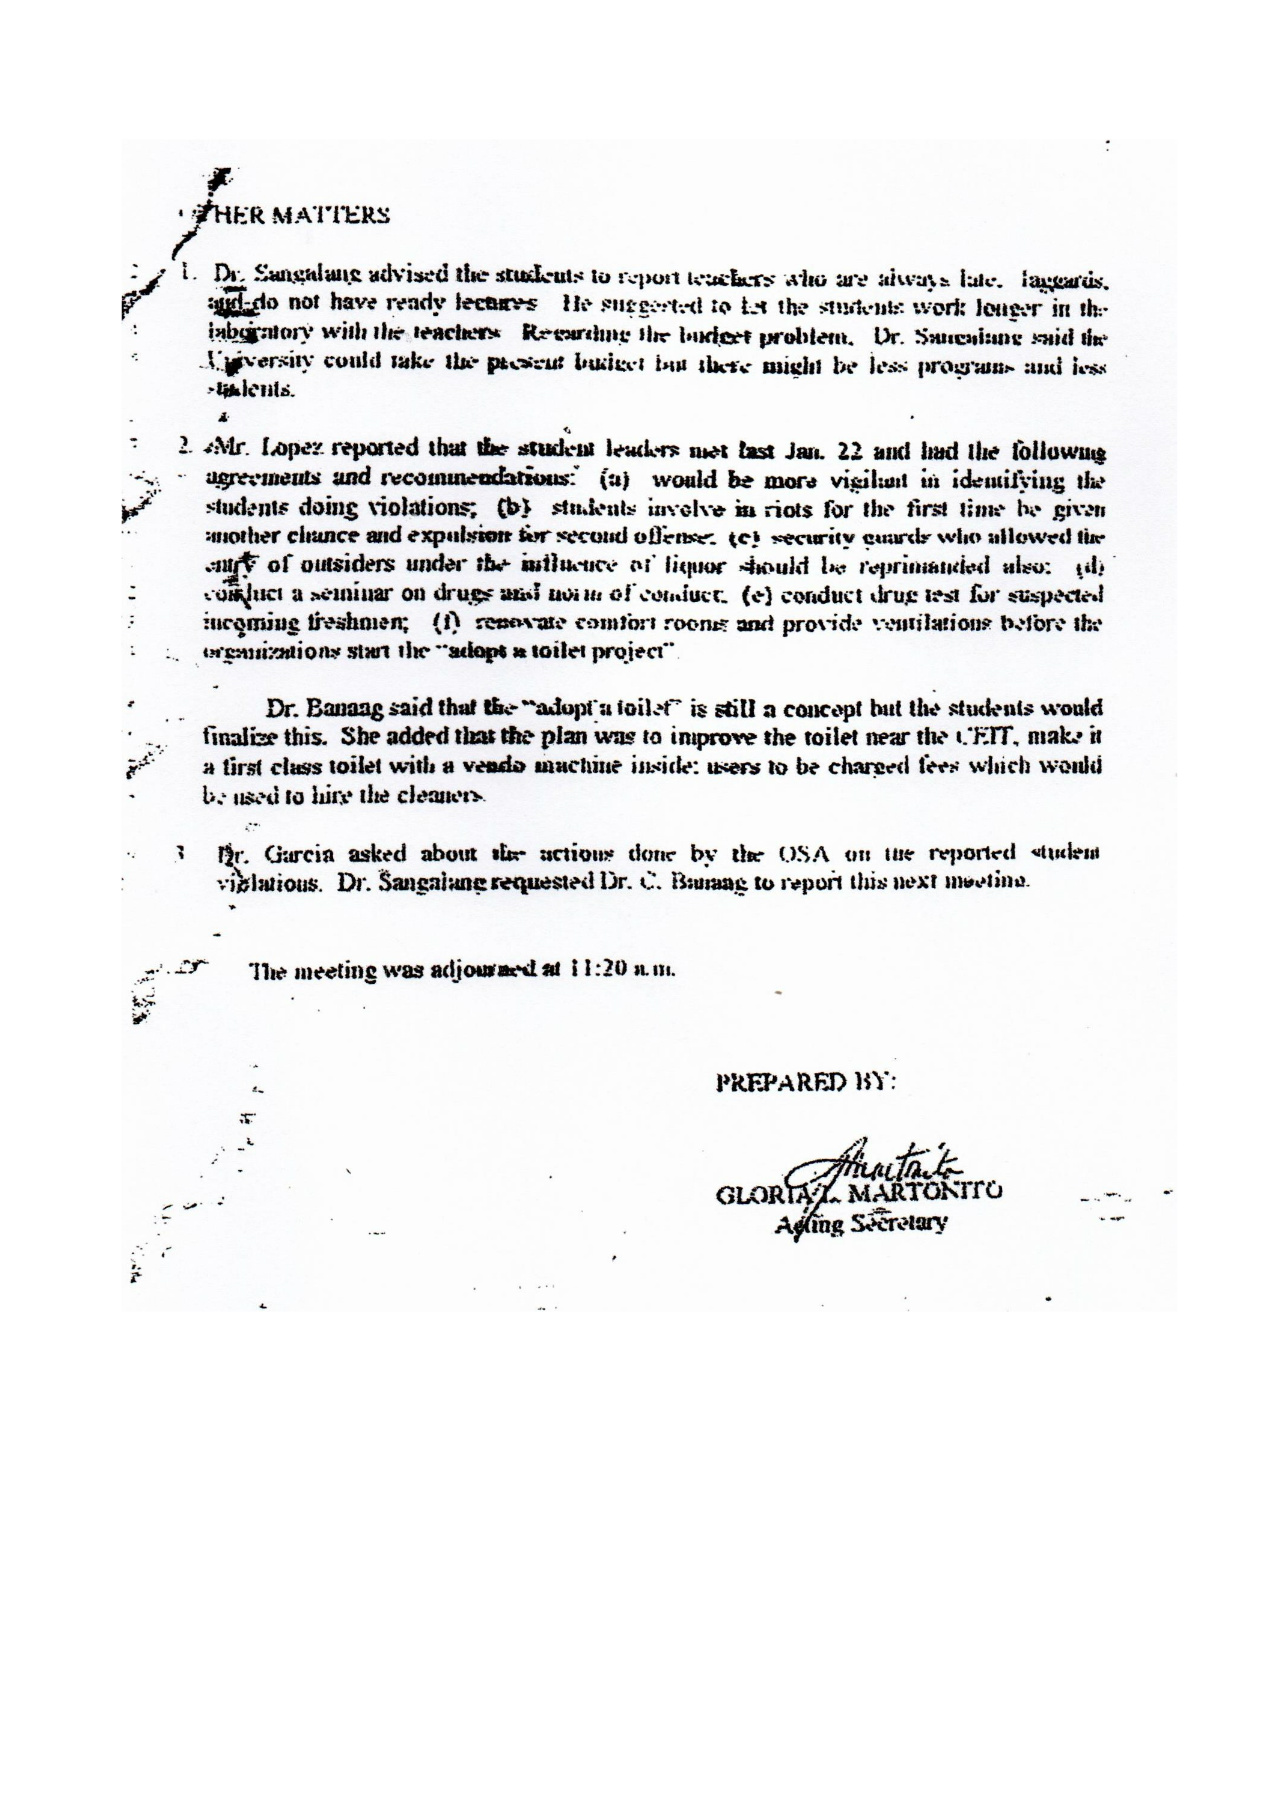 HER MATTERS
1. Dr. Sangalang advised the students to report teachers who are always late, laggards,
and do not have ready lectures He suggested to let the students work longer in the
laboratory with the teachers Regarding the budget problem, Dr. Sangalang said the
University could take the present budget but there might be less programs and less
students.
2. Mr. Lopez reported that the student leaders met last Jan. 22 and had the following
agreements and recommendations: (a) would be more vigilant in identifying the
students doing violations; (b) students involve in riots for the first time be given
another chance and expulsion for second offense; (c) security guards who allowed the
entry of outsiders under the influence of liquor should be reprimanded also; (d)
conduct a seminar on drugs and norm of conduct; (e) conduct drug test for suspected
incoming freshmen; (f) renovate comfort rooms and provide ventilations before the
organizations start the "adopt a toilet project"
Dr. Banaag said that the "adopt a toilet" is still a concept but the students would
finalize this. She added that the plan was to improve the toilet near the CEIT, make it
a first class toilet with a vendo machine inside; users to be charged fees which would
be used to hire the cleaners.
3 Dr. Garcia asked about the actions done by the OSA on the reported student
violations. Dr. Sangalang requested Dr. C. Banaag to report this next meeting.
The meeting was adjourned at 11:20 a.m.
PREPARED BY:
GLORIA L. MARTONITO
Acting Secretary